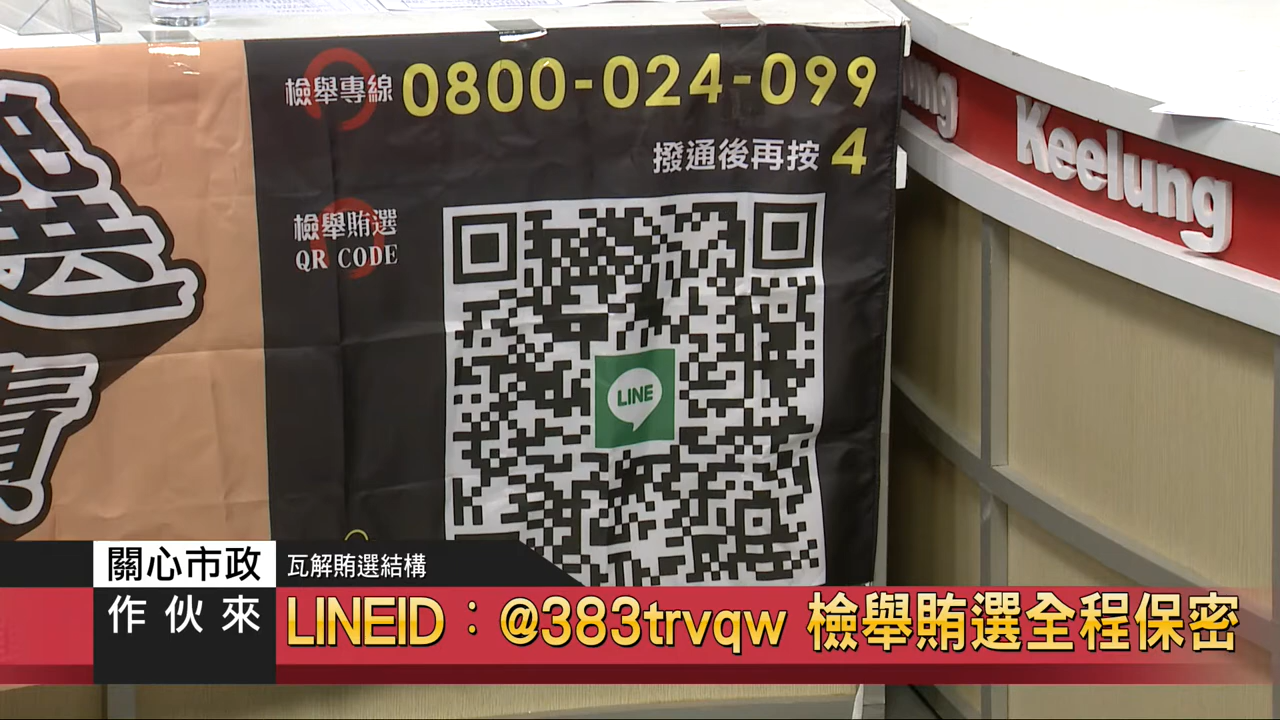 檢舉專線 0800-024-099
撥通後再按 4
檢舉賄選
QR CODE
LINE
Keelung
關心市政
作伙來
瓦解賄選結構
LINEID：@383trvqw 檢舉賄選全程保密